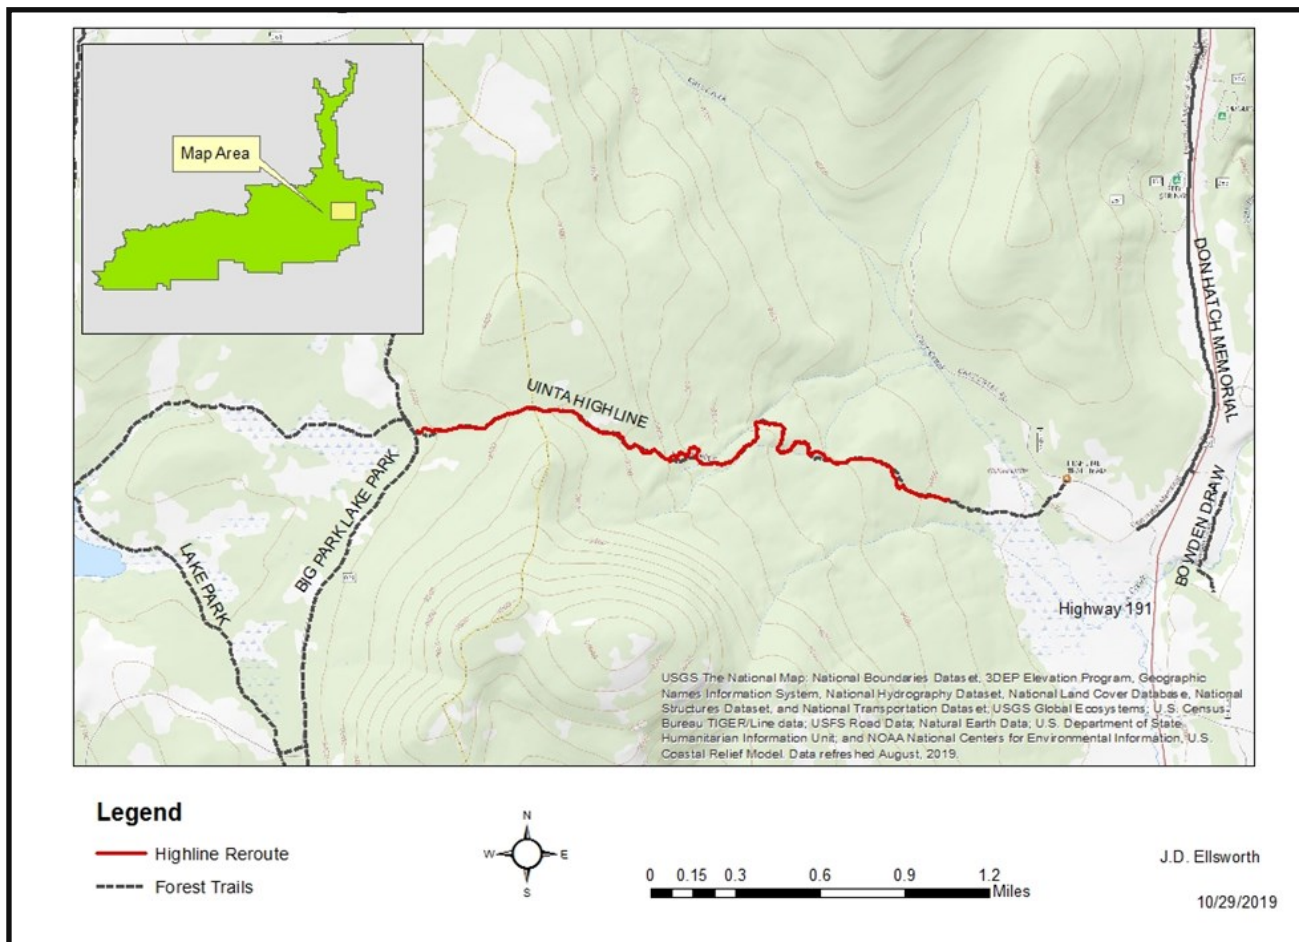 Map Area
UINTA HIGHLINE
BIG PARK LAKE PARK
LAKE PARK
DON HATCH MEMORIAL
BOWDEN DRAW
Highway 191
USGS The National Map: National Boundaries Dataset, 3DEP Elevation Program, Geographic
Names Information System, National Hydrography Dataset, National Land Cover Database, National
Structures Dataset, and National Transportation Dataset; USGS Global Ecosystems; U.S. Census
Bureau TIGER/Line data; USFS Road Data; Natural Earth Data; U.S. Department of State
Humanitarian Information Unit; and NOAA National Centers for Environmental Information, U.S.
Coastal Relief Model. Data refreshed August, 2019.
Legend
Highline Reroute
Forest Trails
N
W E
S
0 0.15 0.3 0.6 0.9 1.2
Miles
J.D. Ellsworth
10/29/2019